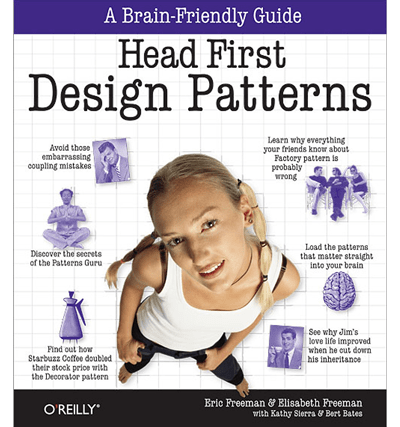 A Brain-Friendly Guide
Head First
Design Patterns
Avoid those
embarrassing
coupling mistakes
Learn why everything
your friends know about
Factory pattern is
probably
wrong
Discover the secrets
of the Patterns Guru
Load the patterns
that matter straight
into your brain
Find out how
Starbuzz Coffee doubled
their stock price with
the Decorator pattern
See why Jim's
love life improved
when he cut down
his inheritance
O'REILLY®
Eric Freeman & Elisabeth Freeman
with Kathy Sierra & Bert Bates